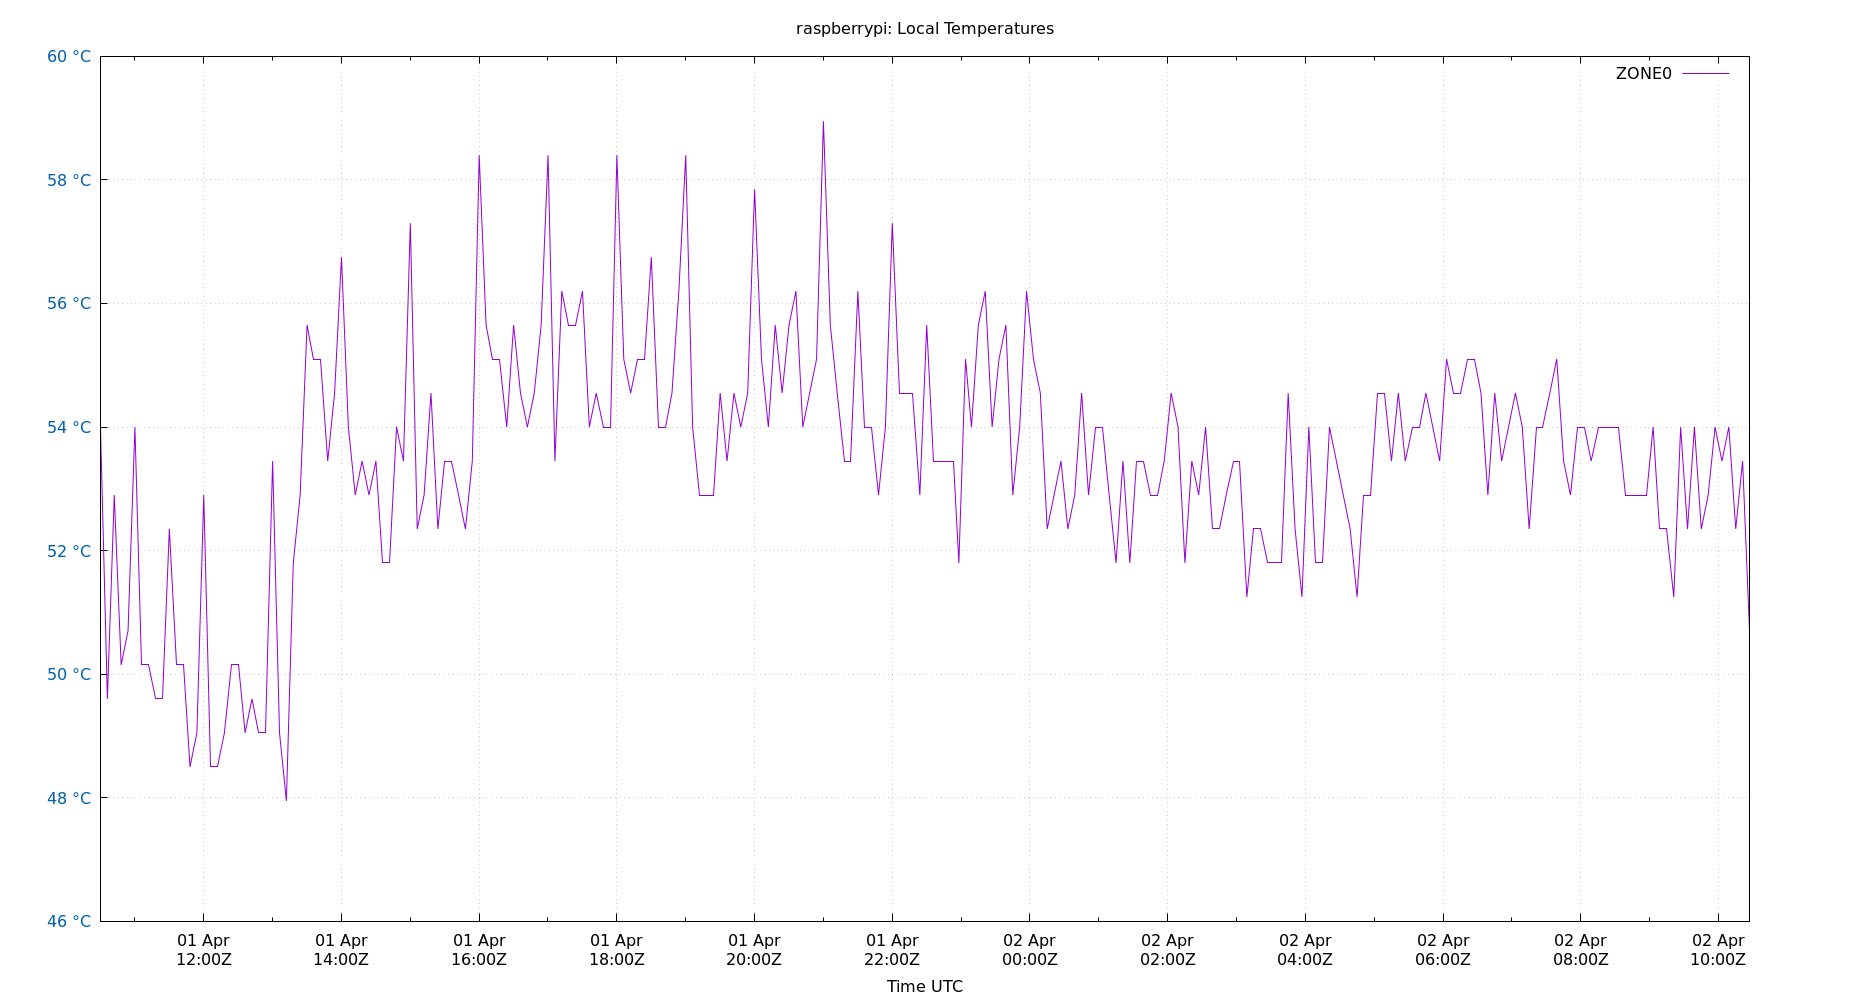 raspberrypi: Local Temperatures
60 °C
ZONE0
58 °C
56 °C
54 °C
52 °C
50 °C
48 °C
46 °C
01 Apr 01 Apr 01 Apr 01 Apr 01 Apr 01 Apr 02 Apr 02 Apr 02 Apr 02 Apr 02 Apr 02 Apr
12:00Z 14:00Z 16:00Z 18:00Z 20:00Z 22:00Z 00:00Z 02:00Z 04:00Z 06:00Z 08:00Z 10:00Z
Time UTC